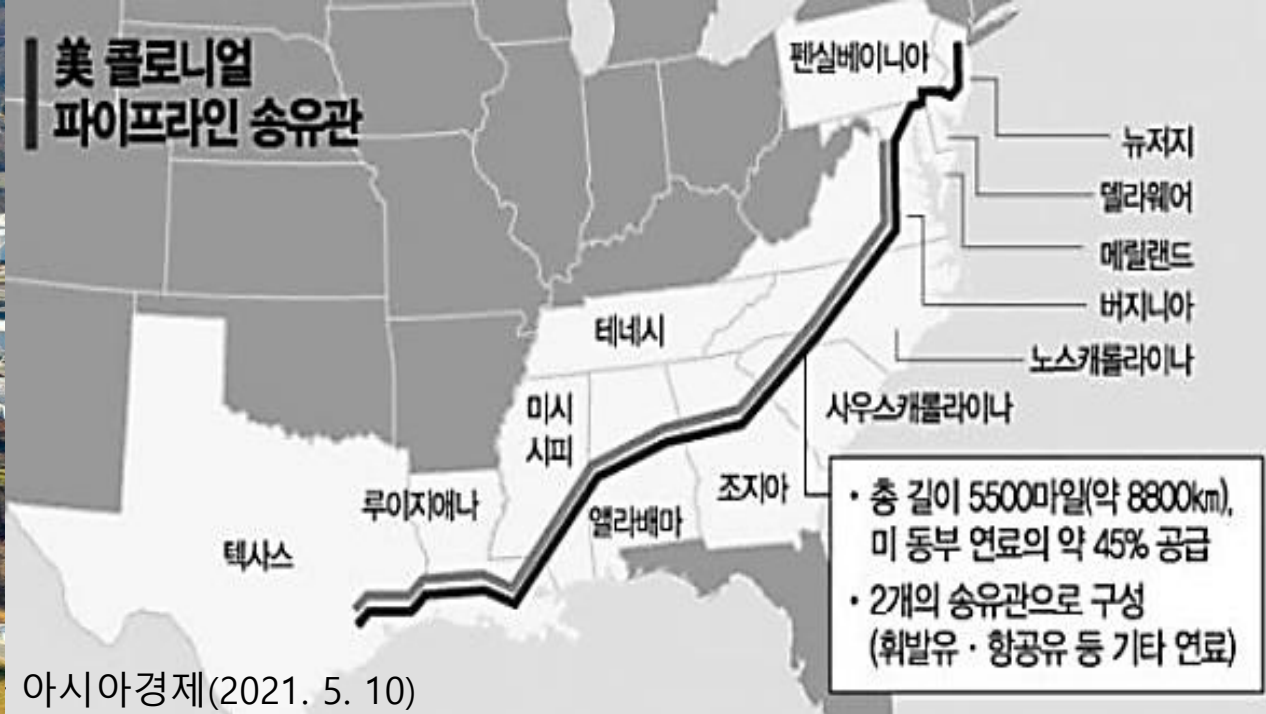 美 콜로니얼
파이프라인 송유관
펜실베이니아
뉴저지
델라웨어
메릴랜드
버지니아
노스캐롤라이나
테네시
사우스캐롤라이나
미시
시피
조지아
루이지애나
앨라배마
텍사스
• 총 길이 5500마일(약 8800㎞),
미 동부 연료의 약 45% 공급
• 2개의 송유관으로 구성
(휘발유 · 항공유 등 기타 연료)
아시아경제(2021. 5. 10)